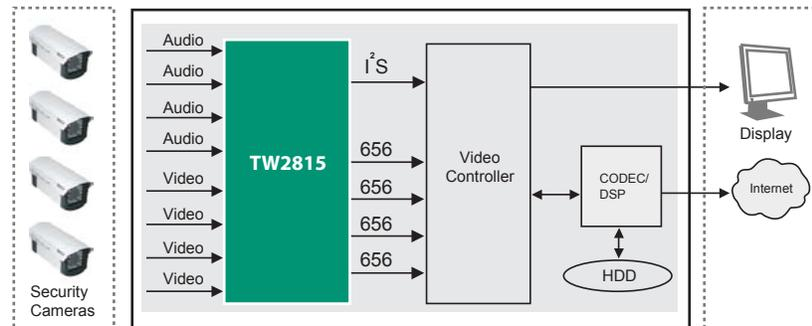 Audio
Audio
Audio
Audio
Video
Video
Video
Video
TW2815
I²S
656
656
656
656
Video
Controller
CODEC/
DSP
HDD
Display
Internet
Security
Cameras